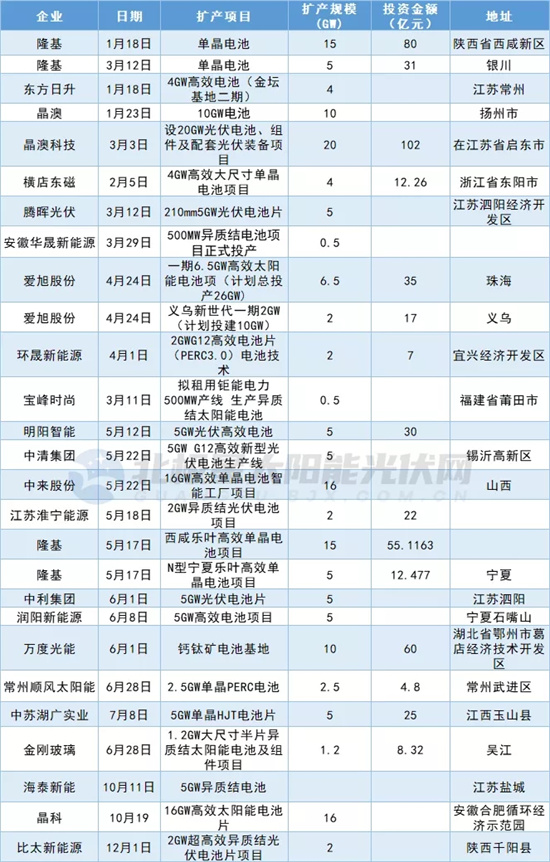 企业 日期 扩产项目 扩产规模 投资金额 地址
(GW) (亿元)
隆基 1月18日 单晶电池 15 80 陕西省西咸新区
隆基 3月12日 单晶电池 5 31 银川
东方日升 1月18日 4GW高效电池（金坛 4 江苏常州
基地二期）
晶澳 1月23日 10GW电池 10 扬州市
晶澳科技 3月3日 设20GW光伏电池、组 20 102 在江苏省启东市
件及配套光伏装备项
目
横店东磁 2月5日 4GW高效大尺寸单晶 4 12.26 浙江省东阳市
电池项目
腾晖光伏 3月12日 210mm5GW光伏电池片 5 江苏泗阳经济开
发区
安徽华晟新能源 3月29日 500MW异质结电池项 0.5
目正式投产
爱旭股份 4月24日 一期6.5GW高效太阳 6.5 35 珠海
能电池项（计划总投
产26GW）
爱旭股份 4月24日 义乌新世代一期2GW 2 17 义乌
（计划投建10GW）
环晟新能源 4月1日 2GWG12高效电池片 2 7 宜兴经济开发区
（PERC3.0）电池技
术
宝峰时尚 3月11日 拟租用钜能电力 0.5 福建省莆田市
500MW产线 生产异质
结太阳能电池
明阳智能 5月12日 5GW光伏高效电池 5 30
中清集团 5月22日 5GW G12高效新型光 5 锡沂高新区
伏电池生产线
中来股份 5月22日 16GW高效单晶电池智 16 山西
能工厂项目
江苏淮宁能源 5月18日 2GW异质结光伏电池 2 22
项目
隆基 5月17日 西咸乐叶高效单晶电 15 55.1163
池项目
隆基 5月17日 N型宁夏乐叶高效单 5 12.477 宁夏
晶电池项目
中利集团 6月1日 5GW光伏电池片 5 江苏泗阳
润阳新能源 6月8日 5GW高效电池项目 5 宁夏石嘴山
万度光能 6月1日 钙钛矿电池基地 10 60 湖北省鄂州市葛
店经济技术开发
区
常州顺风太阳能 6月28日 2.5GW单晶PERC电池 2.5 4.8 常州武进区
中苏湖广实业 7月8日 5GW单晶HJT电池片 5 25 江西玉山县
金刚玻璃 6月28日 1.2GW大尺寸半片异 1.2 8.32 吴江
质结太阳能电池及组
件项目
海泰新能 10月11日 5GW异质结电池 江苏盐城
晶科 10月19 16GW高效太阳能电池 16 安徽合肥循环经
片 济示范园
比太新能源 12月1日 2GW超高效异质结光 2 陕西千阳县
伏电池片项目